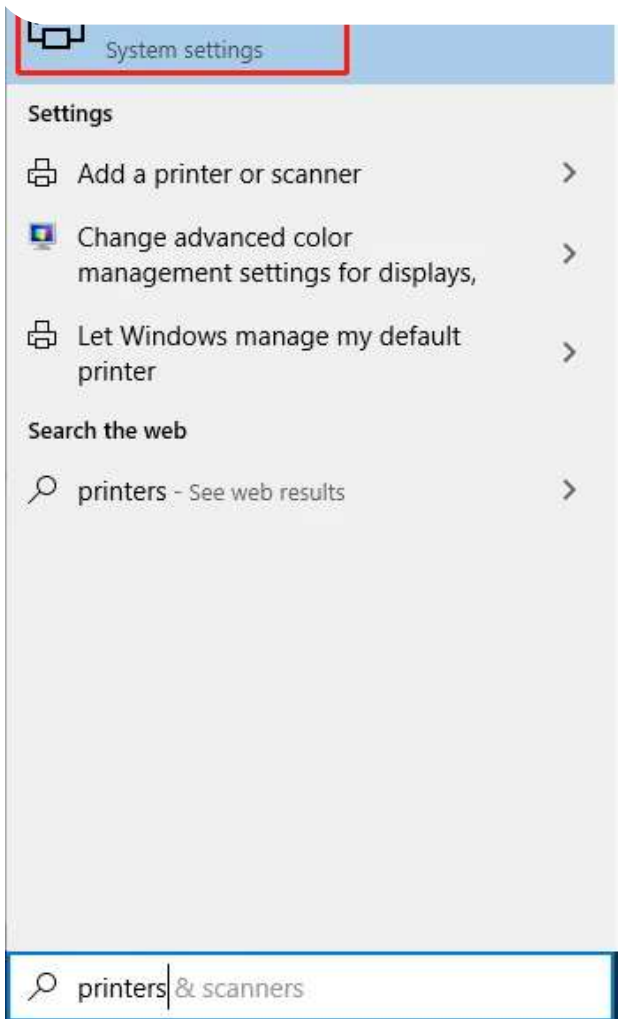 System settings
Settings
Add a printer or scanner
Change advanced color
management settings for displays,
Let Windows manage my default
printer
Search the web
printers - See web results
printers & scanners